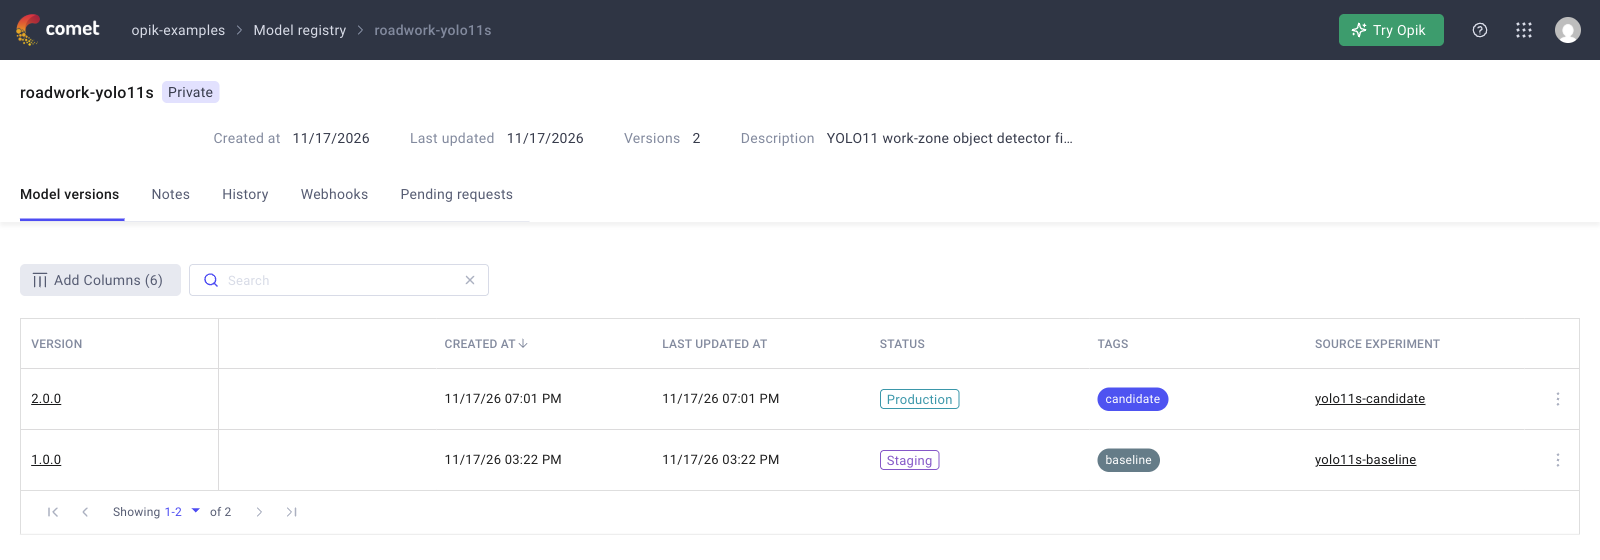 comet opik-examples Model registry roadwork-yolo11s Try Opik
roadwork-yolo11s Private
Created at 11/17/2026 Last updated 11/17/2026 Versions 2 Description YOLO11 work-zone object detector fi...
Model versions Notes History Webhooks Pending requests
Add Columns (6) Search
VERSION CREATED AT LAST UPDATED AT STATUS TAGS SOURCE EXPERIMENT
2.0.0 11/17/26 07:01 PM 11/17/26 07:01 PM Production candidate yolo11s-candidate
1.0.0 11/17/26 03:22 PM 11/17/26 03:22 PM Staging baseline yolo11s-baseline
Showing 1-2 of 2